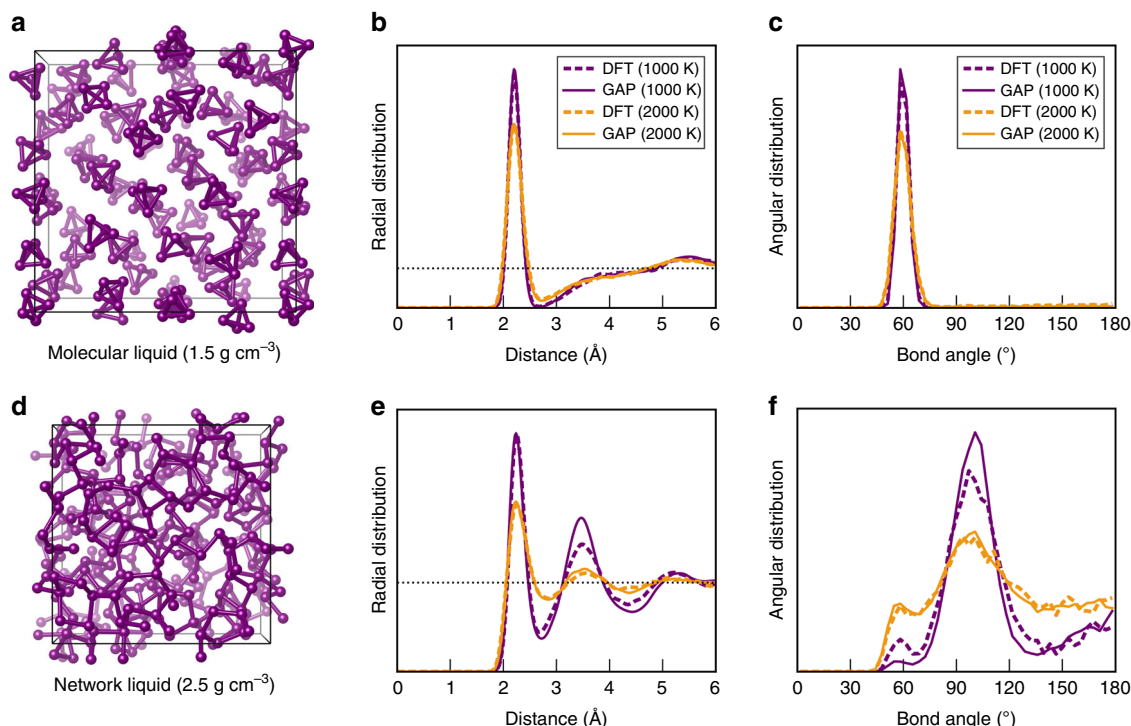 a
Molecular liquid (1.5 g cm⁻³)
b
Radial distribution
DFT (1000 K)
GAP (1000 K)
DFT (2000 K)
GAP (2000 K)
0 1 2 3 4 5 6
Distance (Å)
c
Angular distribution
DFT (1000 K)
GAP (1000 K)
DFT (2000 K)
GAP (2000 K)
0 30 60 90 120 150 180
Bond angle (°)
d
Network liquid (2.5 g cm⁻³)
e
Radial distribution
0 1 2 3 4 5 6
Distance (Å)
f
Angular distribution
0 30 60 90 120 150 180
Bond angle (°)